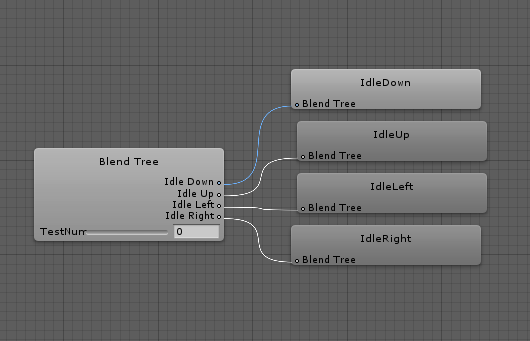 Blend Tree
Idle Down
Idle Up
Idle Left
Idle Right
TestNum 0
IdleDown
Blend Tree
IdleUp
Blend Tree
IdleLeft
Blend Tree
IdleRight
Blend Tree